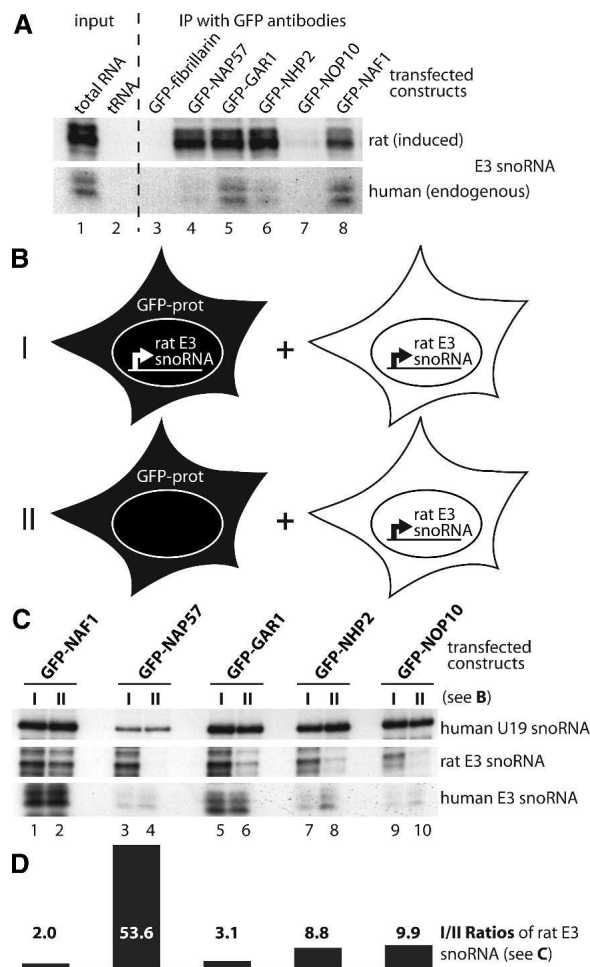 A
input
IP with GFP antibodies
total RNA
tRNA
GFP-fibrillarin
GFP-NAP57
GFP-GAR1
GFP-NHP2
GFP-NOP10
GFP-NAF1
transfected
constructs
rat (induced)
E3 snoRNA
human (endogenous)
1 2 3 4 5 6 7 8
B
I
GFP-prot
rat E3
snoRNA
+
rat E3
snoRNA
II
GFP-prot
+
rat E3
snoRNA
C
GFP-NAF1
GFP-NAP57
GFP-GAR1
GFP-NHP2
GFP-NOP10
transfected
constructs
I II I II I II I II I II
(see B)
human U19 snoRNA
rat E3 snoRNA
human E3 snoRNA
1 2 3 4 5 6 7 8 9 10
D
2.0 53.6 3.1 8.8 9.9
I/II Ratios of rat E3
snoRNA (see C)